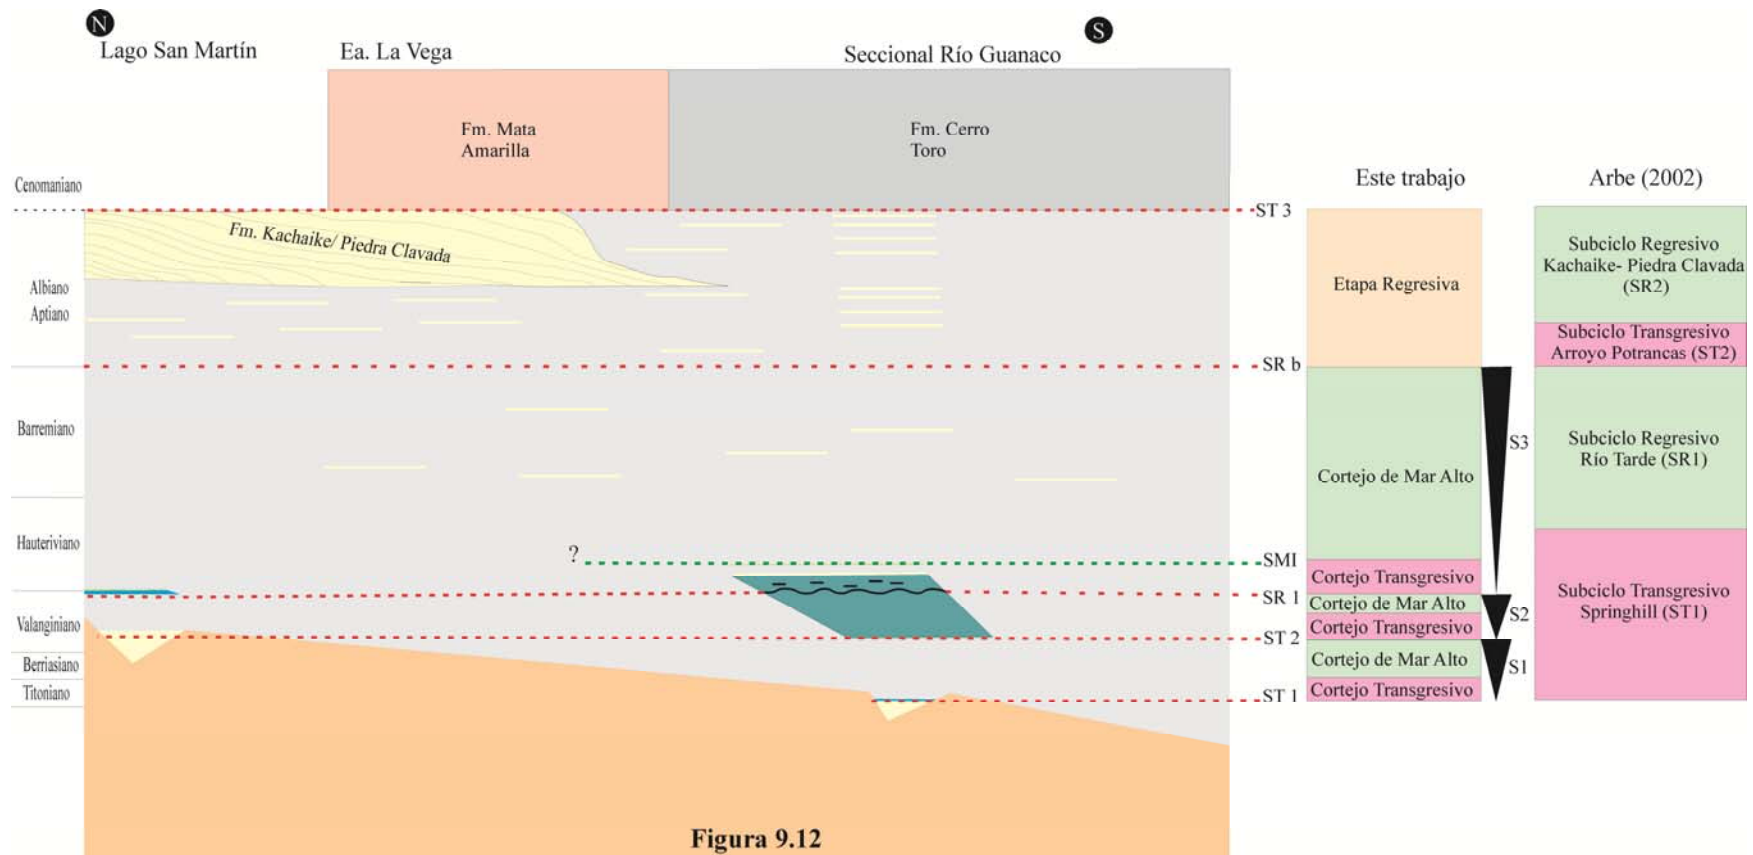 N
S
Lago San Martín
Ea. La Vega
Seccional Río Guanaco
Fm. Mata
Amarilla
Fm. Cerro
Toro
Este trabajo
Arbe (2002)
Cenomaniano
ST 3
Fm. Kachaike/ Piedra Clavada
Albiano
Aptiano
SR b
Barremiano
Hauteriviano
?
SMI
SR 1
Valanginiano
ST 2
Berriasiano
Titoniano
ST 1
Etapa Regresiva
Cortejo de Mar Alto
S3
Cortejo Transgresivo
Cortejo de Mar Alto
S2
Cortejo Transgresivo
Cortejo de Mar Alto
S1
Cortejo Transgresivo
Subciclo Regresivo
Kachaike- Piedra Clavada
(SR2)
Subciclo Transgresivo
Arroyo Potrancas (ST2)
Subciclo Regresivo
Río Tarde (SR1)
Subciclo Transgresivo
Springhill (ST1)
Figura 9.12